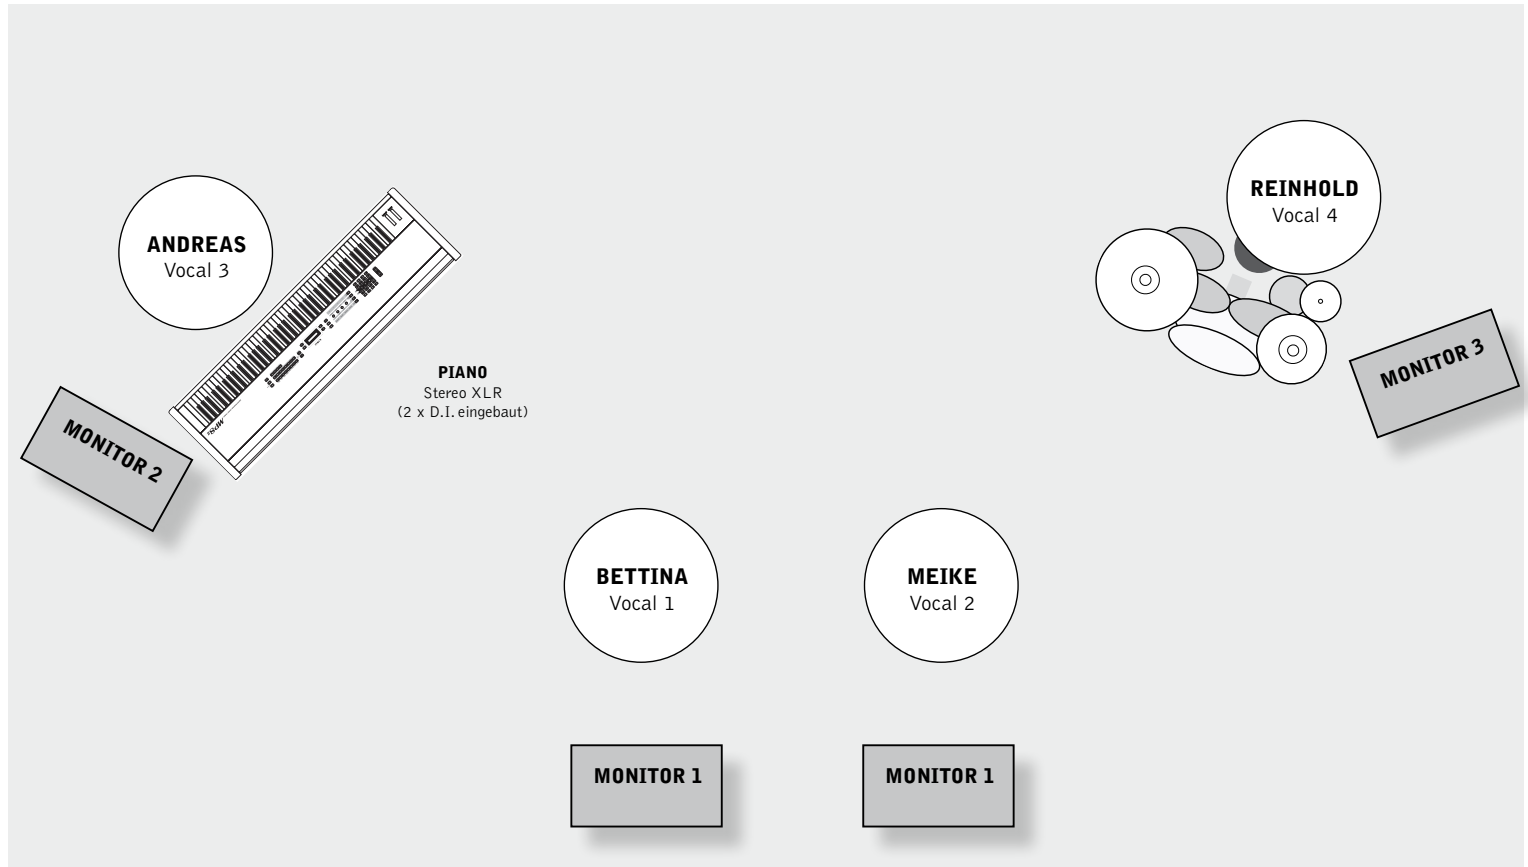 REINHOLD
Vocal 4
ANDREAS
Vocal 3
MONITOR 3
PIANO
Stereo XLR
(2 x D.I. eingebaut)
MONITOR 2
BETTINA
Vocal 1
MEIKE
Vocal 2
MONITOR 1
MONITOR 1